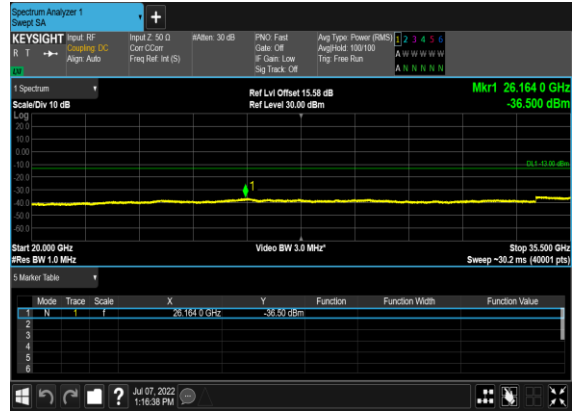 Spectrum Analyzer 1
Swept SA
+
KEYSIGHT Input: RF Input Z: 50 Ω #Atten: 30 dB PNO: Fast Avg Type: Power (RMS) 1 2 3 4 5 6
R T Coupling: DC Corr CCorr Gate: Off Avg|Hold: 100/100 A W W W W W
Align: Auto Freq Ref: Int (S) IF Gain: Low Trig: Free Run
Sig Track: Off A N N N N N
1 Spectrum Ref Lvl Offset 15.58 dB Mkr1 26.164 0 GHz
Scale/Div 10 dB Ref Level 30.00 dBm -36.500 dBm
Log
20.0
10.0
0.00
-10.0 DL1 -13.00 dBm
-20.0
-30.0 1
-40.0
-50.0
-60.0
Start 20.000 GHz Video BW 3.0 MHz* Stop 35.500 GHz
#Res BW 1.0 MHz Sweep ~30.2 ms (40001 pts)
5 Marker Table
Mode Trace Scale X Y Function Function Width Function Value
1 N 1 f 26.164 0 GHz -36.50 dBm
2
3
4
5
6
? Jul 07, 2022
1:16:38 PM